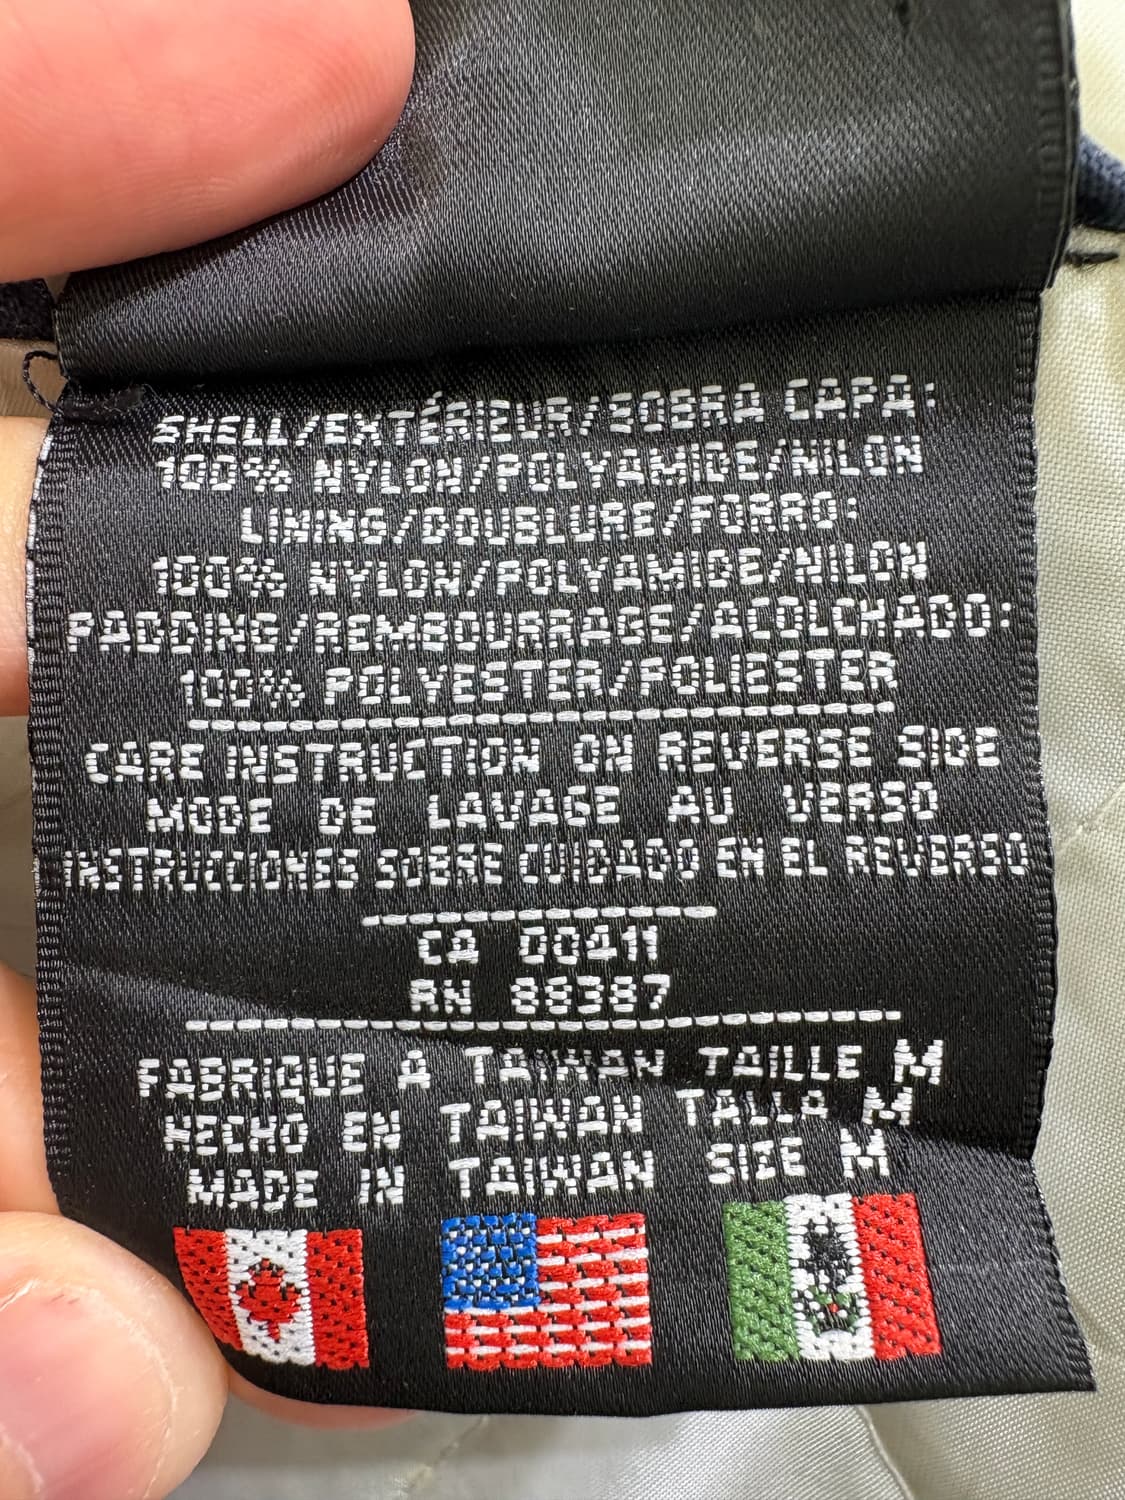 SHELL/EXTÉRIEUR/SOBRA CAPA:
100% NYLON/POLYAMIDE/NILON
LINING/DOUBLURE/FORRO:
100% NYLON/POLYAMIDE/NILON
PADDING/REMBOURRAGE/ACOLCHADO:
100% POLYESTER/POLIESTER
CARE INSTRUCTION ON REVERSE SIDE
MODE DE LAVAGE AU VERSO
INSTRUCCIONES SOBRE CUIDADO EN EL REVERSO
CA 00411
RN 88387
FABRIQUE A TAIWAN TAILLE M
HECHO EN TAIWAN TALLA M
MADE IN TAIWAN SIZE M